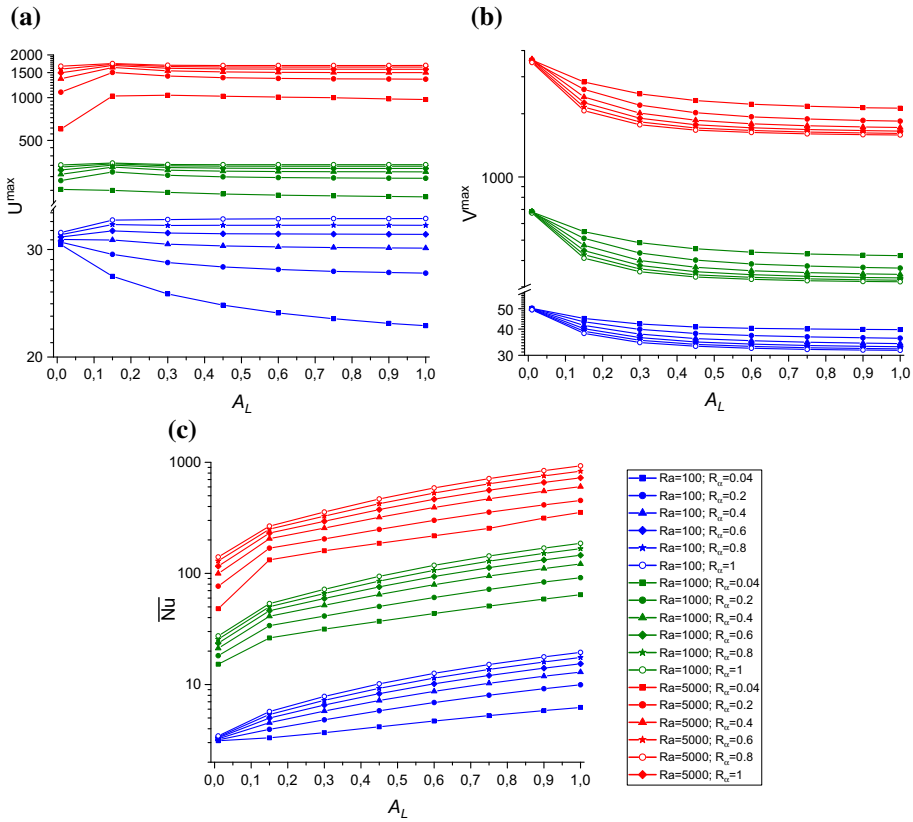 (a)
2000
1500
1000
500
30
20
U^max
0,0 0,1 0,2 0,3 0,4 0,5 0,6 0,7 0,8 0,9 1,0
A_L
(b)
1000
50
40
30
V^max
0,0 0,1 0,2 0,3 0,4 0,5 0,6 0,7 0,8 0,9 1,0
A_L
(c)
1000
100
10
N̅u̅
0,0 0,1 0,2 0,3 0,4 0,5 0,6 0,7 0,8 0,9 1,0
A_L
Ra=100; R_α=0.04
Ra=100; R_α=0.2
Ra=100; R_α=0.4
Ra=100; R_α=0.6
Ra=100; R_α=0.8
Ra=100; R_α=1
Ra=1000; R_α=0.04
Ra=1000; R_α=0.2
Ra=1000; R_α=0.4
Ra=1000; R_α=0.6
Ra=1000; R_α=0.8
Ra=1000; R_α=1
Ra=5000; R_α=0.04
Ra=5000; R_α=0.2
Ra=5000; R_α=0.4
Ra=5000; R_α=0.6
Ra=5000; R_α=0.8
Ra=5000; R_α=1